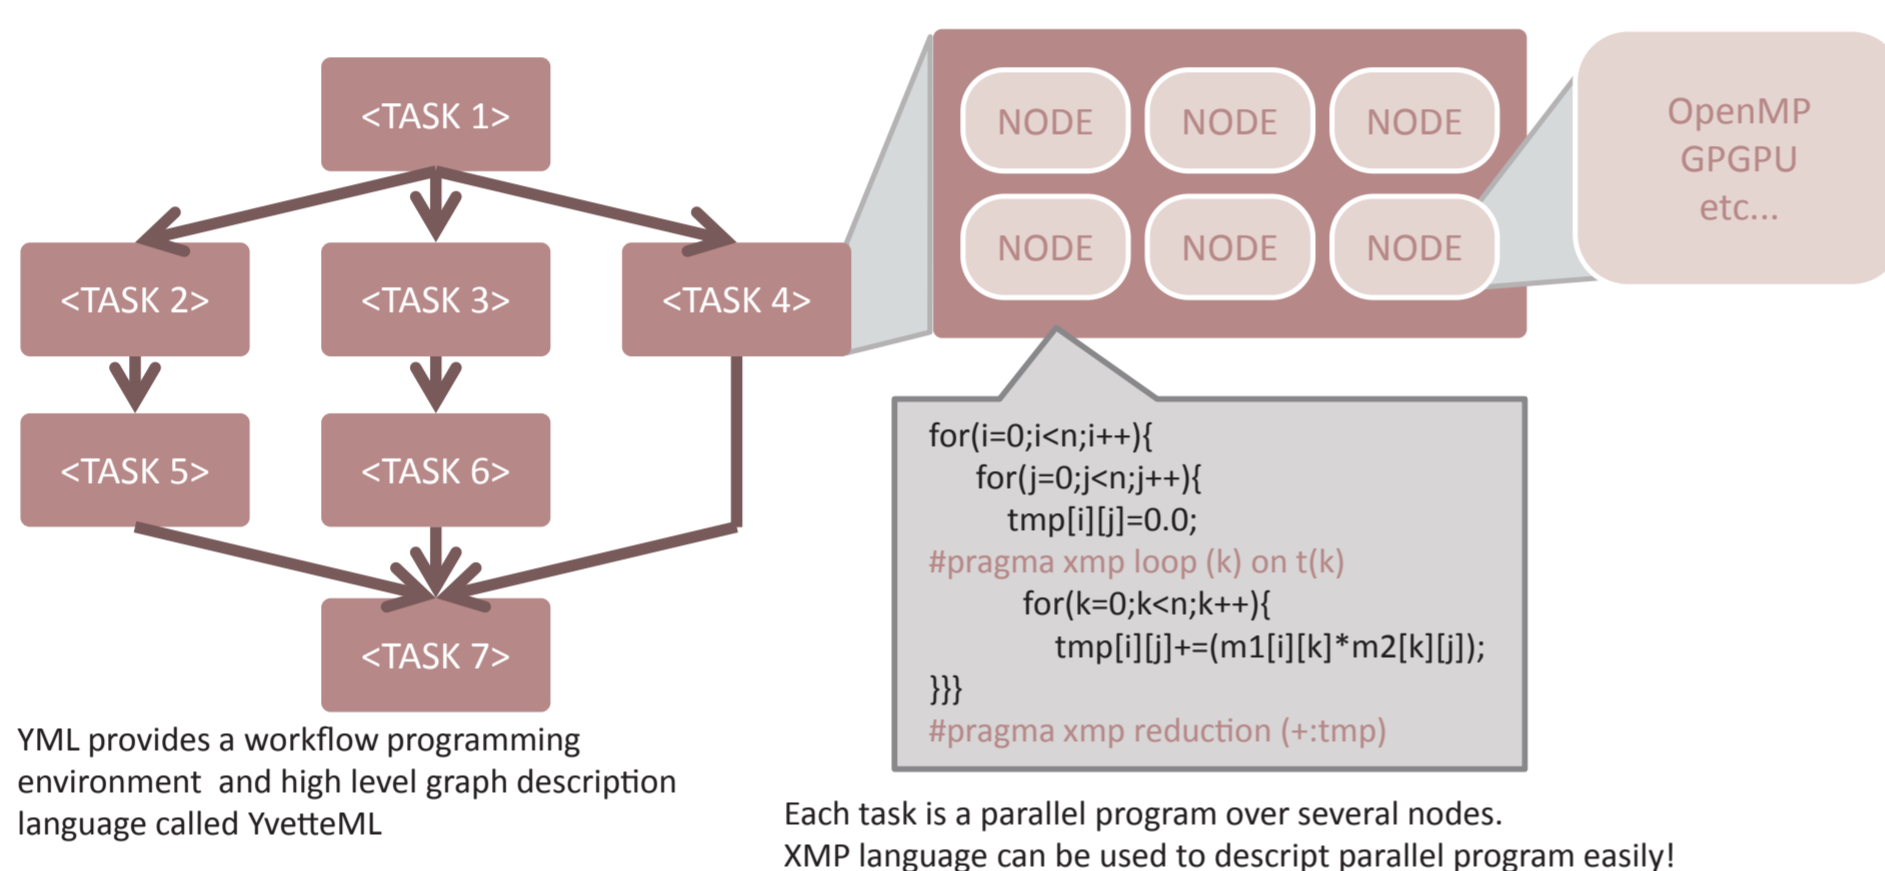 <TASK 1>
<TASK 2>
<TASK 3>
<TASK 4>
<TASK 5>
<TASK 6>
<TASK 7>
YML provides a workflow programming
environment  and high level graph description
language called YvetteML
NODE
NODE
NODE
NODE
NODE
NODE
OpenMP
GPGPU
etc...
for(i=0;i<n;i++){
for(j=0;j<n;j++){
tmp[i][j]=0.0;
#pragma xmp loop (k) on t(k)
for(k=0;k<n;k++){
tmp[i][j]+=(m1[i][k]*m2[k][j]);
}}}
#pragma xmp reduction (+:tmp)
Each task is a parallel program over several nodes.
XMP language can be used to descript parallel program easily!